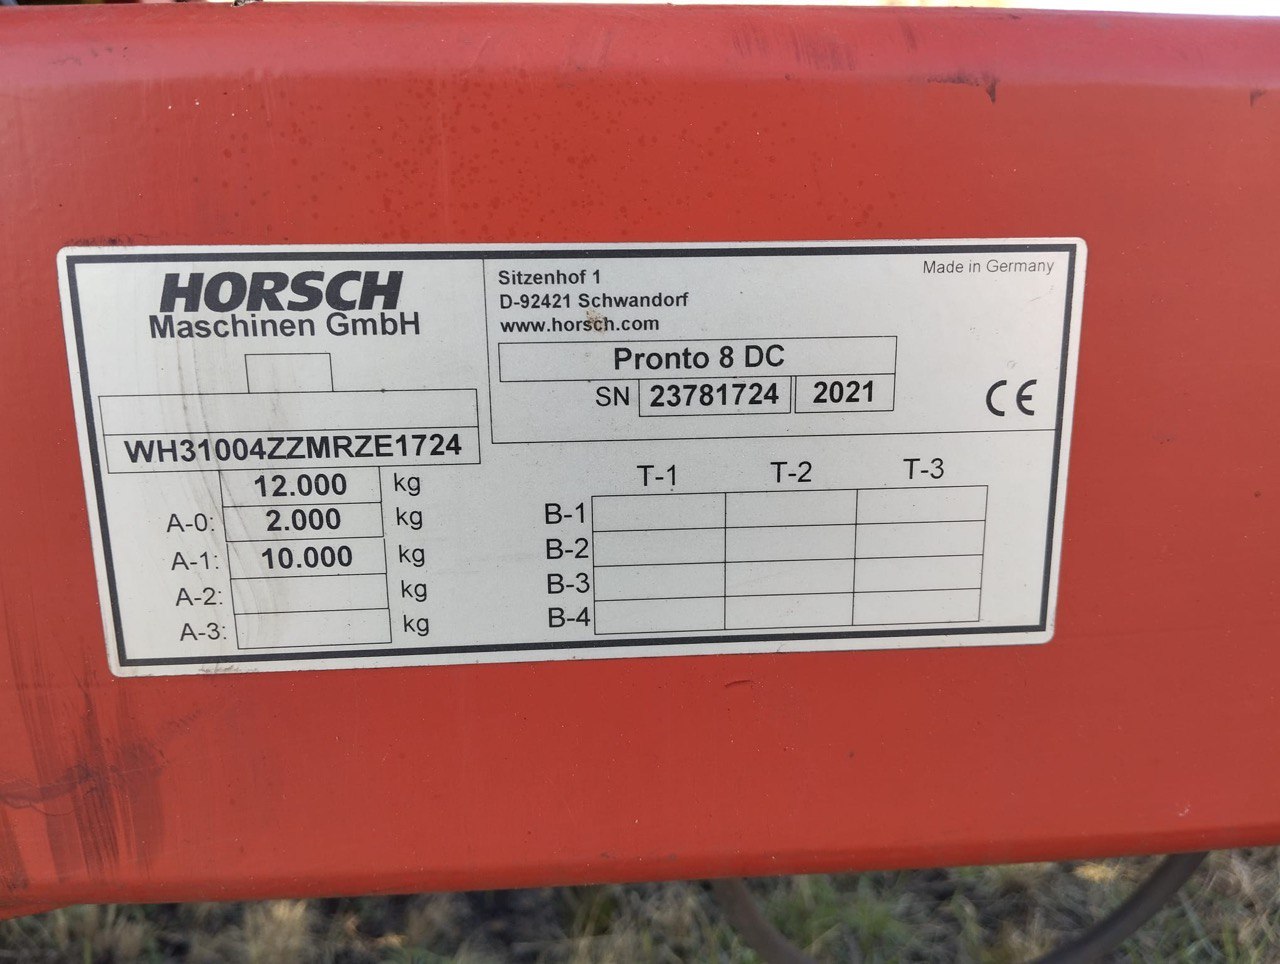 HORSCH
Maschinen GmbH
WH31004ZZMRZE1724
12.000 kg
A-0: 2.000 kg
A-1: 10.000 kg
A-2: kg
A-3: kg
Sitzenhof 1
D-92421 Schwandorf
www.horsch.com
Made in Germany
Pronto 8 DC
SN 23781724 2021
CE
T-1 T-2 T-3
B-1
B-2
B-3
B-4